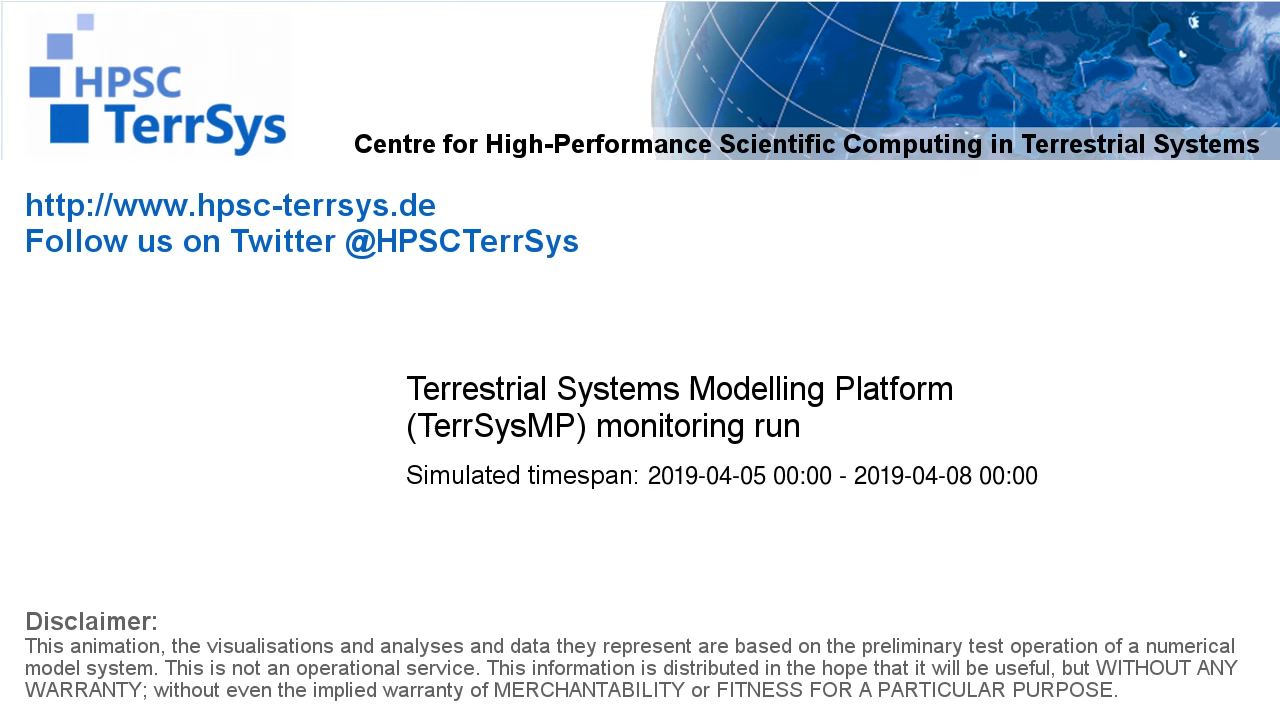 HPSC
TerrSys
Centre for High-Performance Scientific Computing in Terrestrial Systems
http://www.hpsc-terrsys.de
Follow us on Twitter @HPSCTerrSys
Terrestrial Systems Modelling Platform
(TerrSysMP) monitoring run
Simulated timespan: 2019-04-05 00:00 - 2019-04-08 00:00
Disclaimer:
This animation, the visualisations and analyses and data they represent are based on the preliminary test operation of a numerical
model system. This is not an operational service. This information is distributed in the hope that it will be useful, but WITHOUT ANY
WARRANTY; without even the implied warranty of MERCHANTABILITY or FITNESS FOR A PARTICULAR PURPOSE.